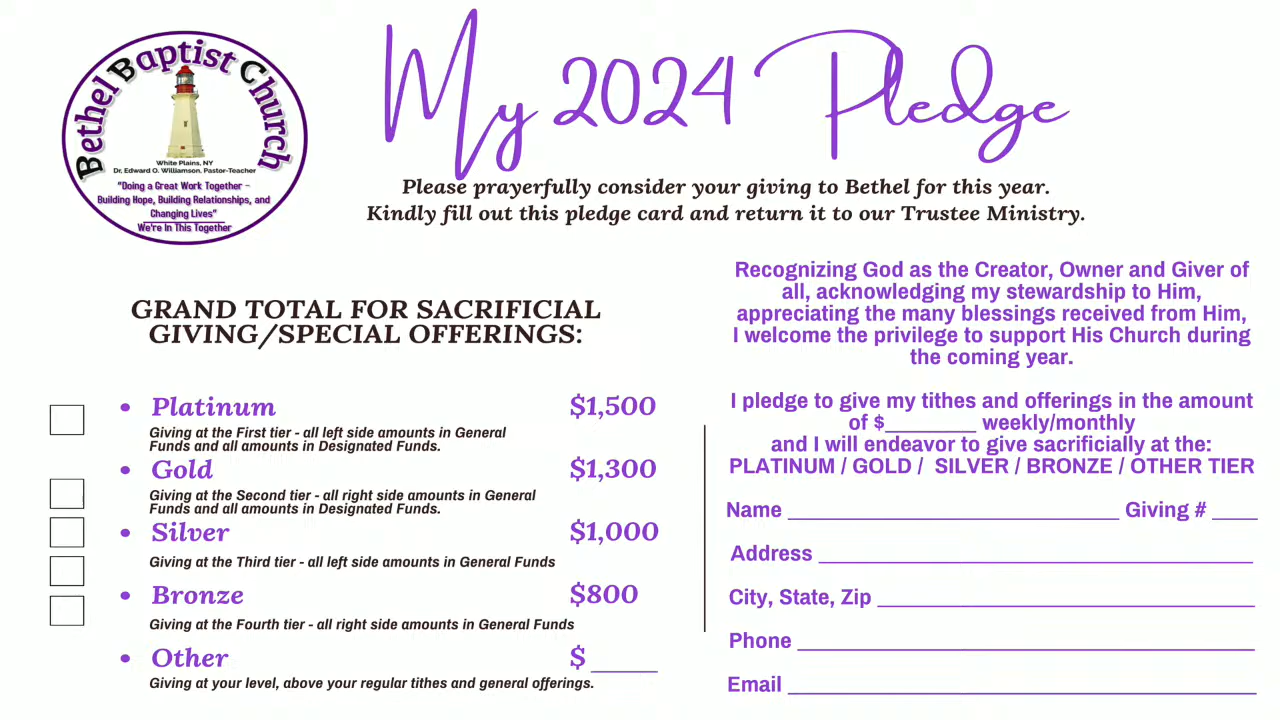 Bethel Baptist Church
White Plains, NY
Dr. Edward O. Williamson, Pastor-Teacher
"Doing a Great Work Together -
Building Hope, Building Relationships, and
Changing Lives"
We're In This Together
My 2024 Pledge
Please prayerfully consider your giving to Bethel for this year.
Kindly fill out this pledge card and return it to our Trustee Ministry.
GRAND TOTAL FOR SACRIFICIAL
GIVING/SPECIAL OFFERINGS:
• Platinum $1,500
Giving at the First tier - all left side amounts in General
Funds and all amounts in Designated Funds.
• Gold $1,300
Giving at the Second tier - all right side amounts in General
Funds and all amounts in Designated Funds.
• Silver $1,000
Giving at the Third tier - all left side amounts in General Funds
• Bronze $800
Giving at the Fourth tier - all right side amounts in General Funds
• Other $ _____
Giving at your level, above your regular tithes and general offerings.
Recognizing God as the Creator, Owner and Giver of
all, acknowledging my stewardship to Him,
appreciating the many blessings received from Him,
I welcome the privilege to support His Church during
the coming year.
I pledge to give my tithes and offerings in the amount
of $________ weekly/monthly
and I will endeavor to give sacrificially at the:
PLATINUM / GOLD / SILVER / BRONZE / OTHER TIER
Name ______________________________ Giving # ____
Address _______________________________________
City, State, Zip __________________________________
Phone _________________________________________
Email __________________________________________